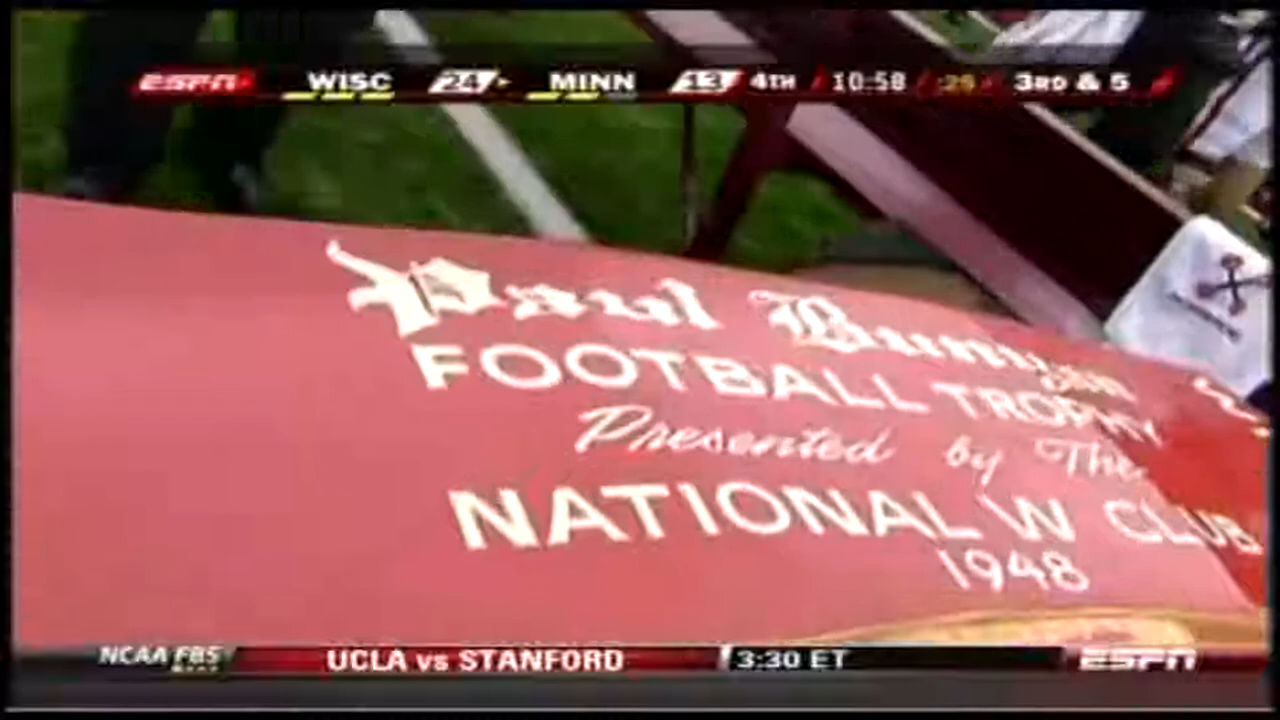 ESPN WISC 24 MINN 13 4TH 10:58 :25 3RD & 5
Paul Bunyan
FOOTBALL TROPHY
Presented by The
NATIONAL W CLUB
1948
NCAA FBS UCLA vs STANFORD 3:30 ET ESPN